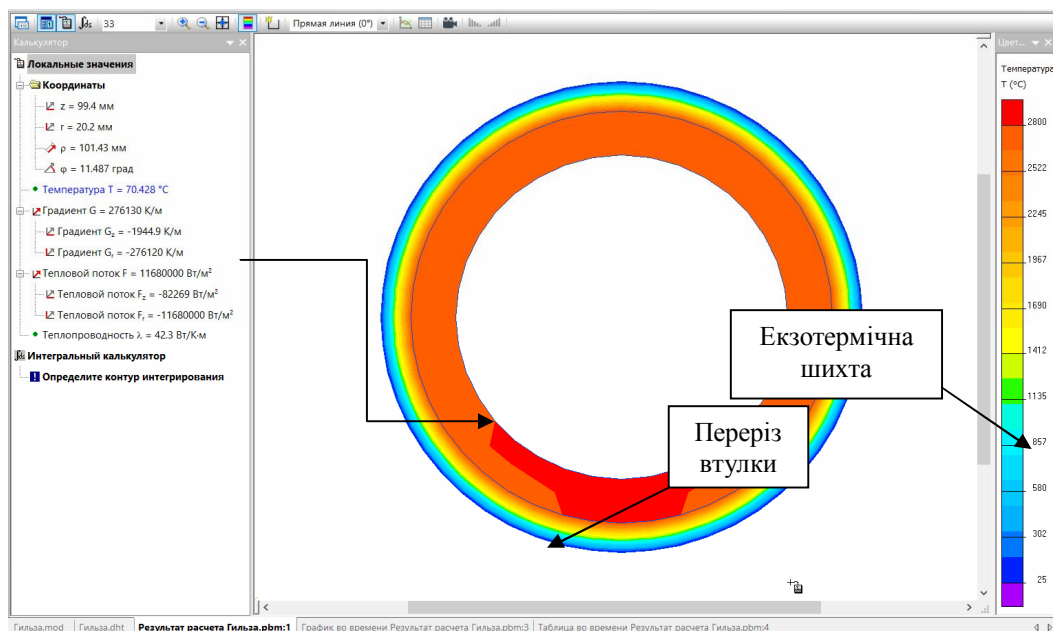 33
Прямая линия (0°)
Калькулятор
Цвет...
Локальные значения
Координаты
z = 99.4 мм
r = 20.2 мм
ρ = 101.43 мм
φ = 11.487 град
Температура T = 70.428 °C
Градиент G = 276130 К/м
Градиент Gz = -1944.9 К/м
Градиент Gr = -276120 К/м
Тепловой поток F = 11680000 Вт/м²
Тепловой поток Fz = -82269 Вт/м²
Тепловой поток Fr = -11680000 Вт/м²
Теплопроводность λ = 42.3 Вт/К·м
Интегральный калькулятор
Определите контур интегрирования
Екзотермічна
шихта
Переріз
втулки
Температура
T (°C)
2800
2522
2245
1967
1690
1412
1135
857
580
302
25
Гильза.mod
Гильза.dht
Результат расчета Гильза.pbm:1
График во времени Результат расчета Гильза.pbm:3
Таблица во времени Результат расчета Гильза.pbm:4